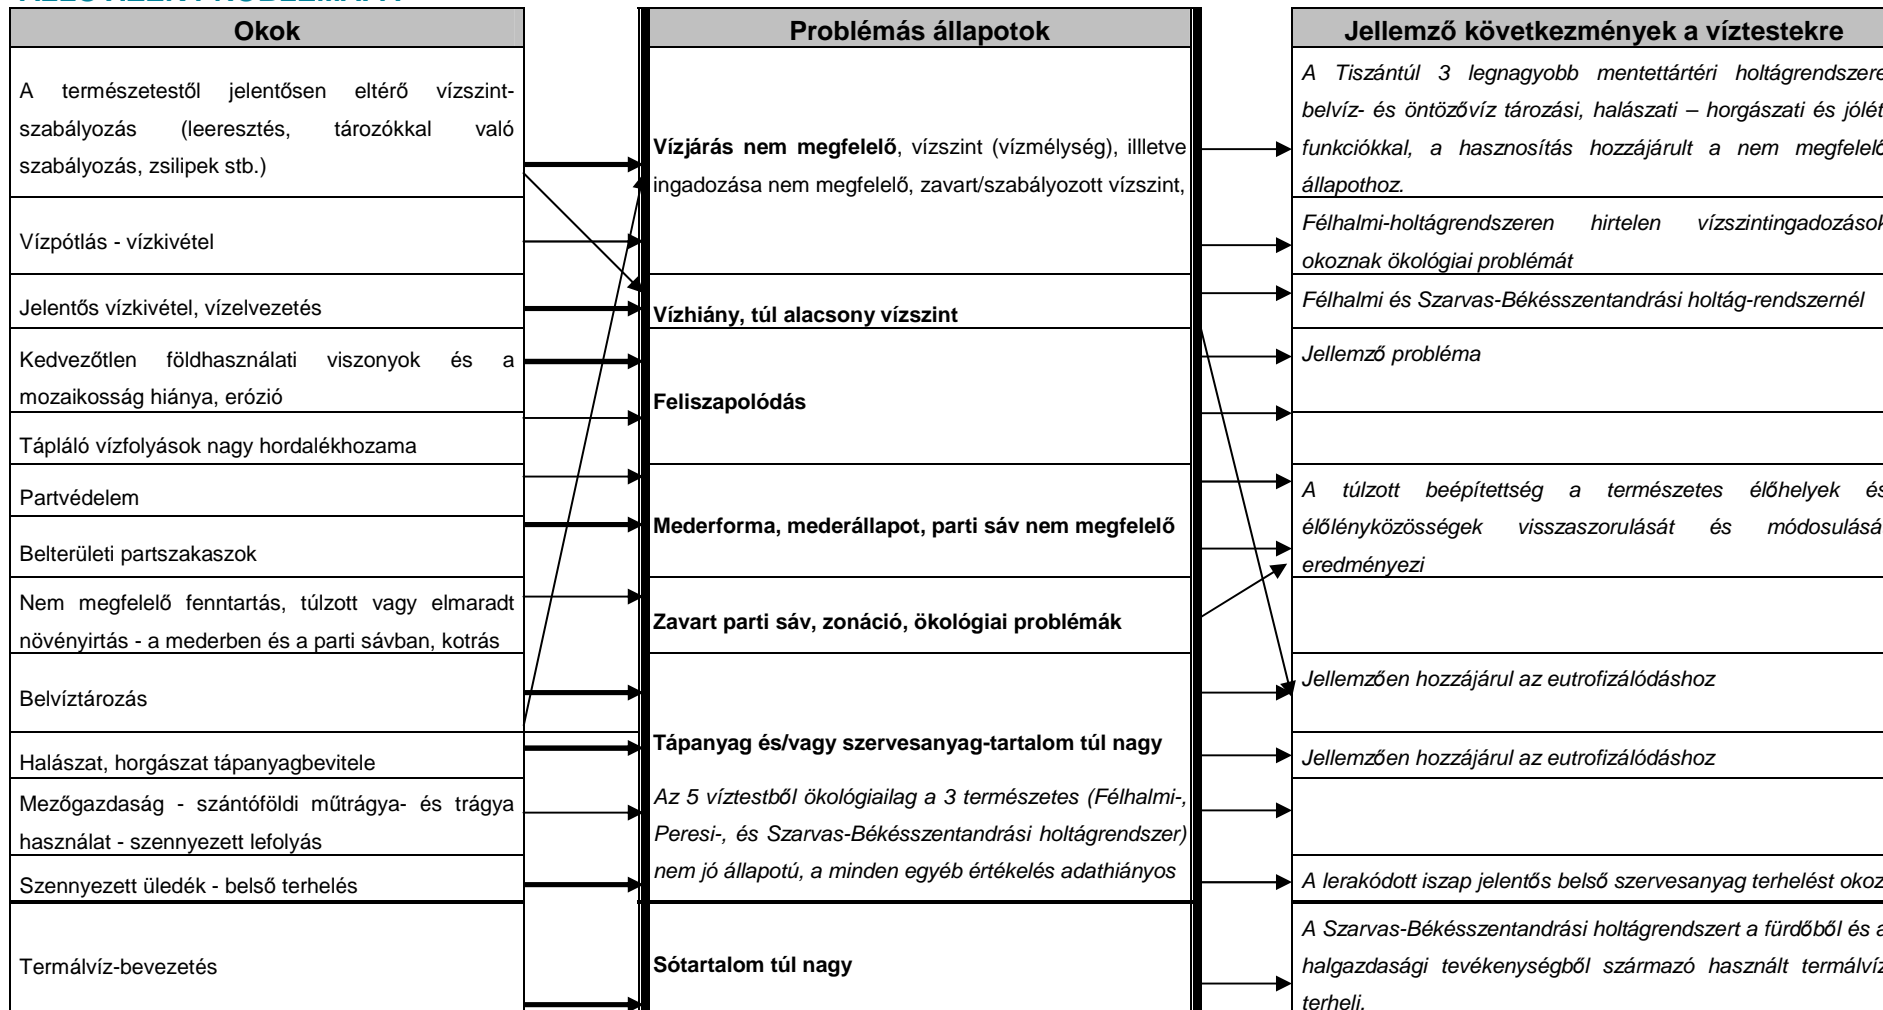 Okok
A természetestől jelentősen eltérő vízszint-
szabályozás (leeresztés, tározókkal való
szabályozás, zsilipek stb.)
Vízpótlás - vízkivétel
Jelentős vízkivétel, vízelvezetés
Kedvezőtlen földhasználati viszonyok és a
mozaikosság hiánya, erózió
Tápláló vízfolyások nagy hordalékhozama
Partvédelem
Belterületi partszakaszok
Nem megfelelő fenntartás, túlzott vagy elmaradt
növényirtás - a mederben és a parti sávban, kotrás
Belvíztározás
Halászat, horgászat tápanyagbevitele
Mezőgazdaság - szántóföldi műtrágya- és trágya
használat - szennyezett lefolyás
Szennyezett üledék - belső terhelés
Termálvíz-bevezetés
Problémás állapotok
Vízjárás nem megfelelő, vízszint (vízmélység), illletve
ingadozása nem megfelelő, zavart/szabályozott vízszint,
Vízhiány, túl alacsony vízszint
Feliszapolódás
Mederforma, mederállapot, parti sáv nem megfelelő
Zavart parti sáv, zonáció, ökológiai problémák
Tápanyag és/vagy szervesanyag-tartalom túl nagy
Az 5 víztestből ökológiailag a 3 természetes (Félhalmi-,
Peresi-, és Szarvas-Békésszentandrási holtágrendszer)
nem jó állapotú, a minden egyéb értékelés adathiányos
Sótartalom túl nagy
Jellemző következmények a víztestekre
A Tiszántúl 3 legnagyobb mentettártéri holtágrendszere
belvíz- és öntözővíz tározási, halászati – horgászati és jólét
funkciókkal, a hasznosítás hozzájárult a nem megfelelő
állapothoz.
Félhalmi-holtágrendszeren hirtelen vízszintingadozások
okoznak ökológiai problémát
Félhalmi és Szarvas-Békésszentandrási holtág-rendszernél
Jellemző probléma
A túlzott beépítettség a természetes élőhelyek és
élőlényközösségek visszaszorulását és módosulásá
eredményezi
Jellemzően hozzájárul az eutrofizálódáshoz
Jellemzően hozzájárul az eutrofizálódáshoz
A lerakódott iszap jelentős belső szervesanyag terhelést okoz
A Szarvas-Békésszentandrási holtágrendszert a fürdőből és a
halgazdasági tevékenységből származó használt termálvíz
terheli.